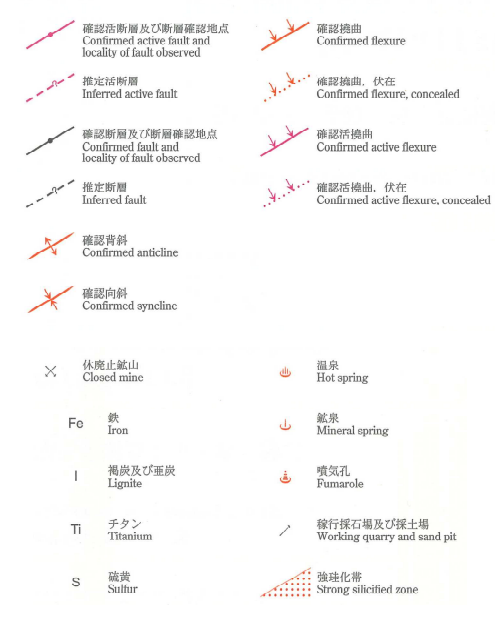 確認活断層及び断層確認地点
Confirmed active fault and
locality of fault observed
推定活断層
Inferred active fault
確認断層及び断層確認地点
Confirmed fault and
locality of fault observed
推定断層
Inferred fault
確認背斜
Confirmed anticline
確認向斜
Confirmed syncline
確認撓曲
Confirmed flexure
確認撓曲，伏在
Confirmed flexure, concealed
確認活撓曲
Confirmed active flexure
確認活撓曲，伏在
Confirmed active flexure, concealed
休廃止鉱山
Closed mine
Fe
鉄
Iron
I
褐炭及び亜炭
Lignite
Ti
チタン
Titanium
S
硫黄
Sulfur
温泉
Hot spring
鉱泉
Mineral spring
噴気孔
Fumarole
稼行採石場及び採土場
Working quarry and sand pit
強珪化帯
Strong silicified zone